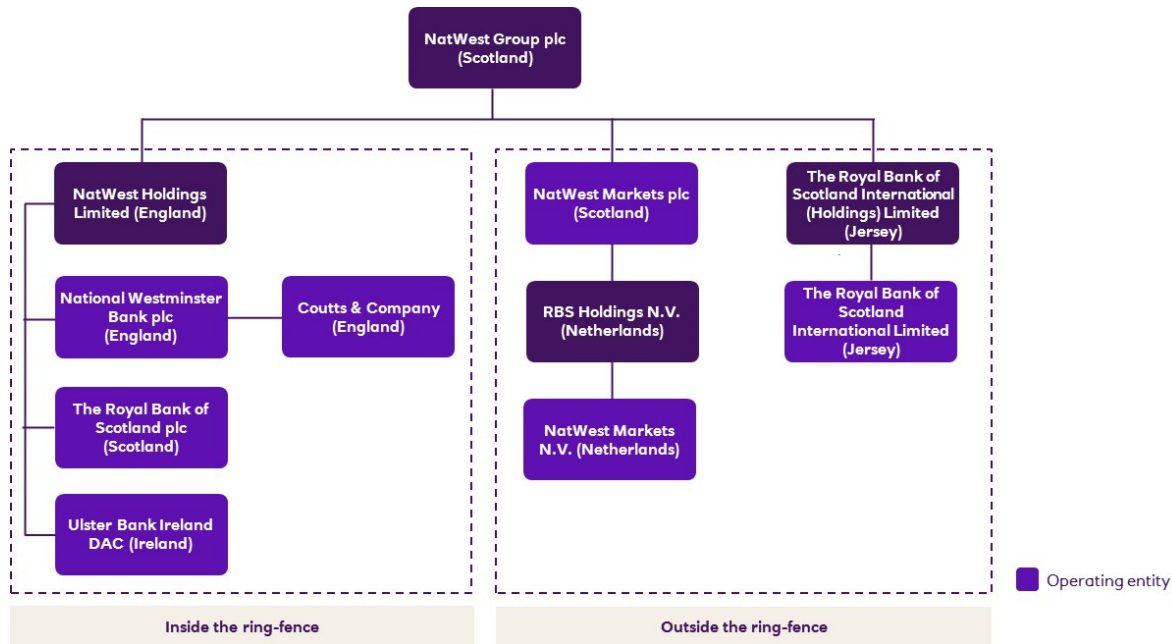 NatWest Group plc
(Scotland)
NatWest Holdings
Limited (England)
National Westminster
Bank plc
(England)
Coutts & Company
(England)
The Royal Bank of
Scotland plc
(Scotland)
Ulster Bank Ireland
DAC (Ireland)
NatWest Markets plc
(Scotland)
RBS Holdings N.V.
(Netherlands)
NatWest Markets
N.V. (Netherlands)
The Royal Bank of
Scotland International
(Holdings) Limited
(Jersey)
The Royal Bank of
Scotland
International Limited
(Jersey)
Operating entity
Inside the ring-fence
Outside the ring-fence